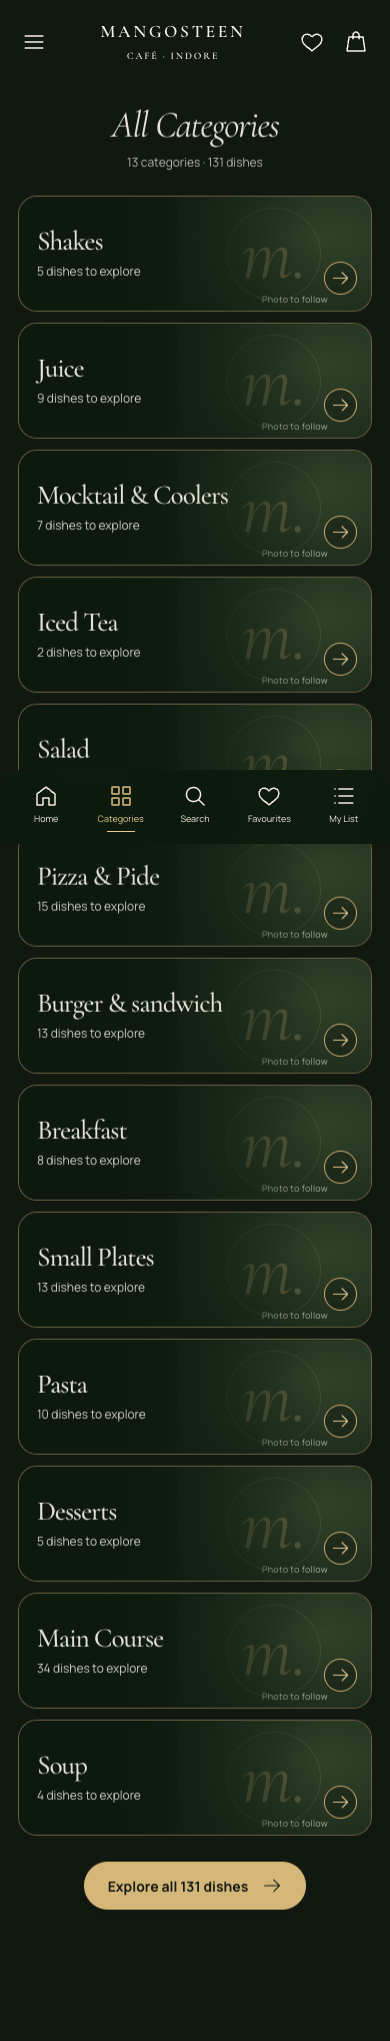 MANGOSTEEN
CAFÉ · INDORE
All Categories
13 categories · 131 dishes
Shakes
5 dishes to explore
m.
Photo to follow
Juice
9 dishes to explore
m.
Photo to follow
Mocktail & Coolers
7 dishes to explore
m.
Photo to follow
Iced Tea
2 dishes to explore
m.
Photo to follow
Salad
m.
Home
Categories
Search
Favourites
My List
Pizza & Pide
15 dishes to explore
m.
Photo to follow
Burger & sandwich
13 dishes to explore
m.
Photo to follow
Breakfast
8 dishes to explore
m.
Photo to follow
Small Plates
13 dishes to explore
m.
Photo to follow
Pasta
10 dishes to explore
m.
Photo to follow
Desserts
5 dishes to explore
m.
Photo to follow
Main Course
34 dishes to explore
m.
Photo to follow
Soup
4 dishes to explore
m.
Photo to follow
Explore all 131 dishes